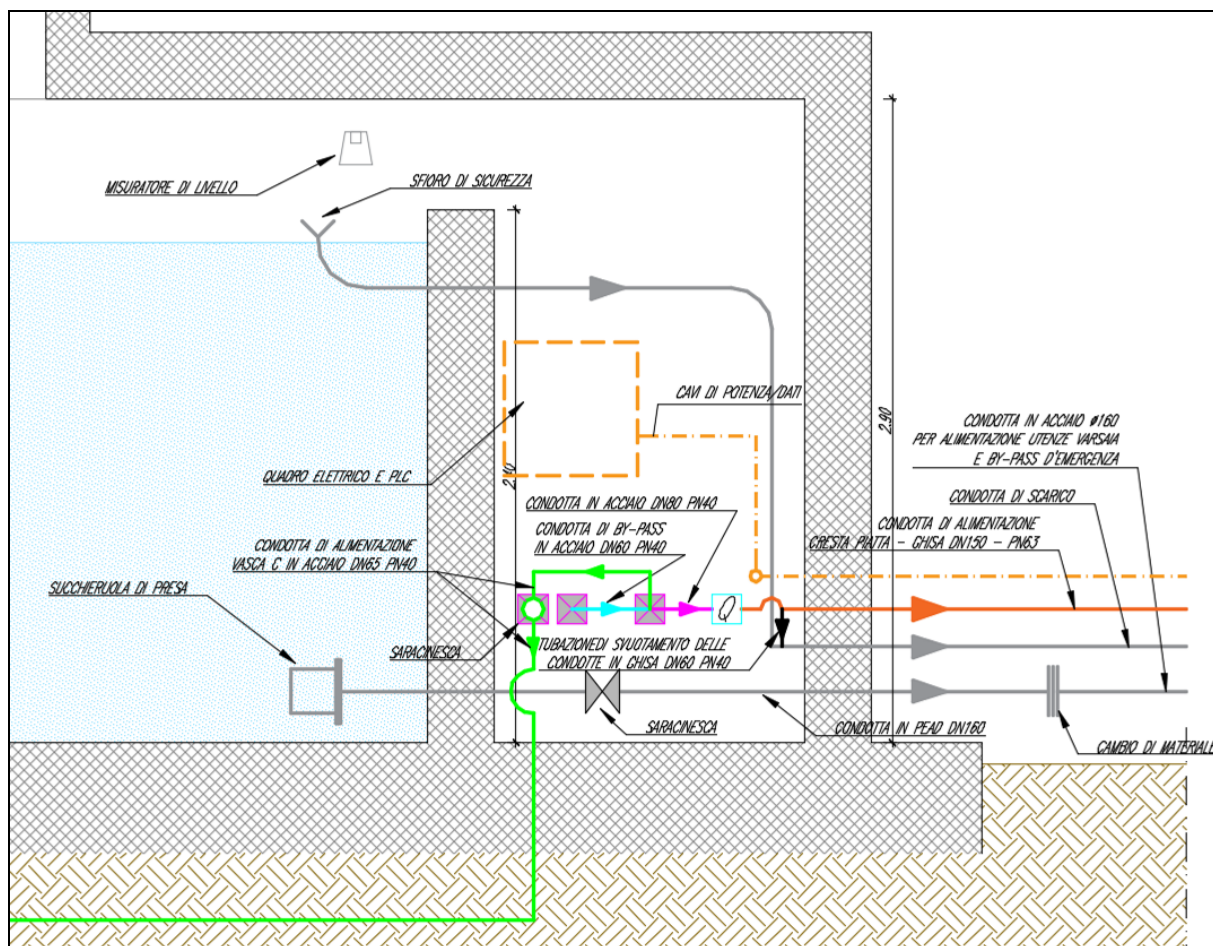 MISURATORE DI LIVELLO
SFIORO DI SICUREZZA
CAVI DI POTENZA/DATI
2.90
CONDOTTA IN ACCIAIO ø160
PER ALIMENTAZIONE UTENZE VARSAIA
E BY-PASS D'EMERGENZA
QUADRO ELETTRICO E PLC
CONDOTTA IN ACCIAIO DN80 PN40
CONDOTTA DI SCARICO
CONDOTTA DI BY-PASS
IN ACCIAIO DN60 PN40
CONDOTTA DI ALIMENTAZIONE
CRESTA PIATTA - GHISA DN150 - PN63
CONDOTTA DI ALIMENTAZIONE
VASCA C IN ACCIAIO DN65 PN40
SUCCHIERUOLA DI PRESA
Q
SARACINESCA
TUBAZIONEDI SVUOTAMENTO DELLE
CONDOTTE IN GHISA DN60 PN40
SARACINESCA
CONDOTTA IN PEAD DN160
CAMBIO DI MATERIALE